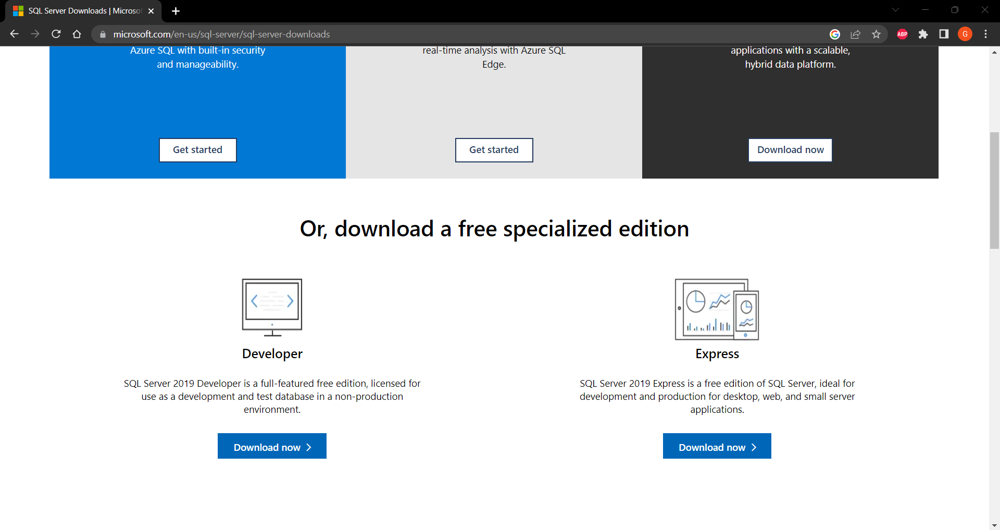 SQL Server Downloads | Microsof
microsoft.com/en-us/sql-server/sql-server-downloads
ABP
G
Azure SQL with built-in security
and manageability.
Get started
real-time analysis with Azure SQL
Edge.
Get started
applications with a scalable,
hybrid data platform.
Download now
Or, download a free specialized edition
Developer
SQL Server 2019 Developer is a full-featured free edition, licensed for
use as a development and test database in a non-production
environment.
Download now
Express
SQL Server 2019 Express is a free edition of SQL Server, ideal for
development and production for desktop, web, and small server
applications.
Download now